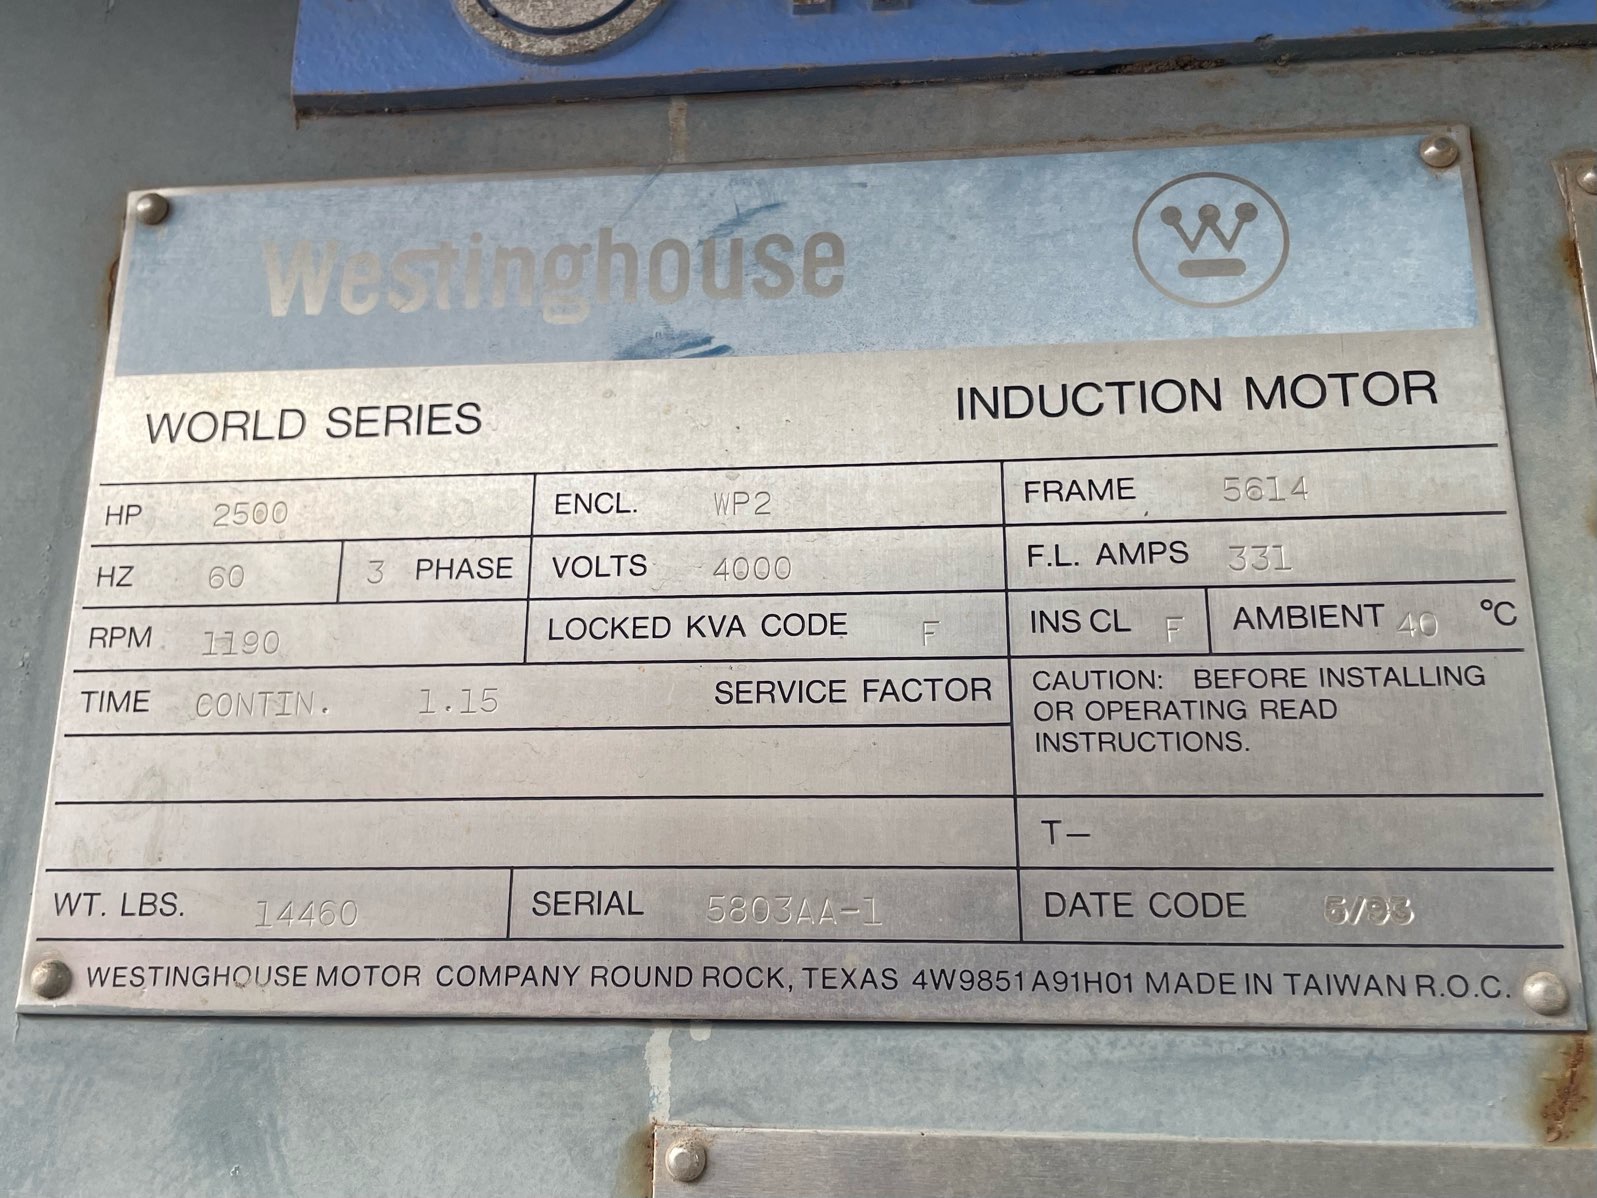 Westinghouse
WORLD SERIES INDUCTION MOTOR
HP 2500 ENCL. WP2 FRAME 5614
HZ 60 3 PHASE VOLTS 4000 F.L. AMPS 331
RPM 1190 LOCKED KVA CODE F INS CL F AMBIENT 40 °C
TIME CONTIN. 1.15 SERVICE FACTOR
CAUTION: BEFORE INSTALLING
OR OPERATING READ
INSTRUCTIONS.
T—
WT. LBS. 14460 SERIAL 5803AA-1 DATE CODE 5/93
WESTINGHOUSE MOTOR COMPANY ROUND ROCK, TEXAS 4W9851A91H01 MADE IN TAIWAN R.O.C.